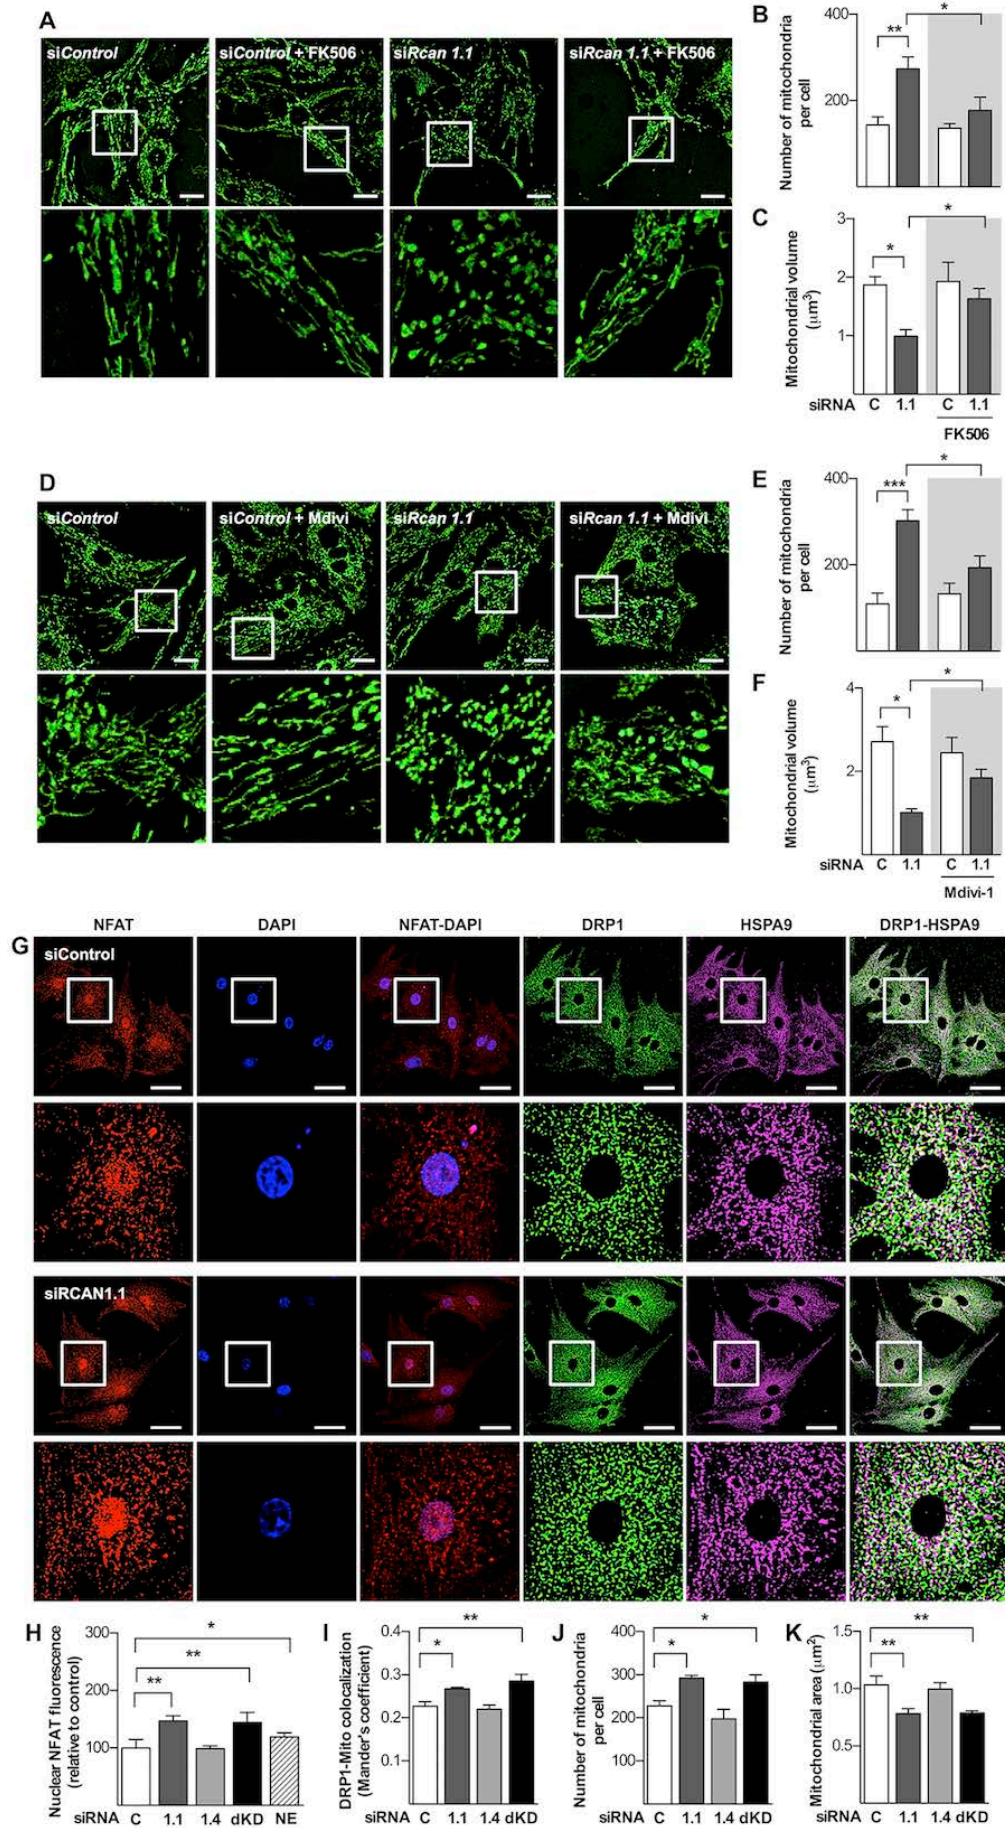 A
siControl
siControl + FK506
siRcan 1.1
siRcan 1.1 + FK506
B
Number of mitochondria
per cell
400
200
**
*
C
Mitochondrial volume
(μm3)
3
2
1
*
*
siRNA C 1.1 C 1.1
FK506
D
siControl
siControl + Mdivi
siRcan 1.1
siRcan 1.1 + Mdivi
E
Number of mitochondria
per cell
400
200
***
*
F
Mitochondrial volume
(μm3)
4
2
*
*
siRNA C 1.1 C 1.1
Mdivi-1
G
NFAT DAPI NFAT-DAPI DRP1 HSPA9 DRP1-HSPA9
siControl
siRCAN1.1
H
Nuclear NFAT fluorescence
(relative to control)
300
200
100
*
**
**
siRNA C 1.1 1.4 dKD NE
I
DRP1-Mito colocalization
(Mander's coefficient)
0.4
0.3
0.2
0.1
**
*
siRNA C 1.1 1.4 dKD
J
Number of mitochondria
per cell
400
300
200
100
*
*
siRNA C 1.1 1.4 dKD
K
Mitochondrial area (μm2)
1.5
1.0
0.5
**
**
siRNA C 1.1 1.4 dKD